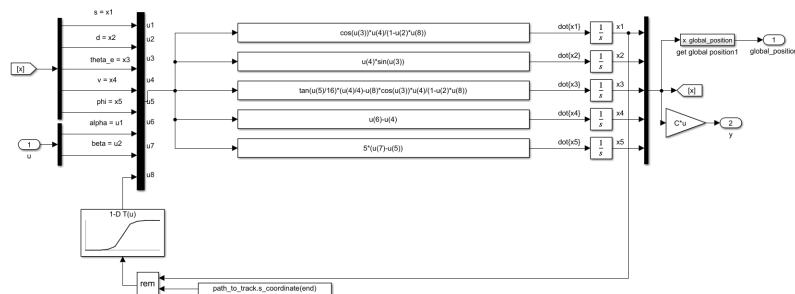 s = x1
d = x2
theta_e = x3
v = x4
phi = x5
alpha = u1
beta = u2
[x]
1
u
u1
u2
u3
u4
u5
u6
u7
u8
cos(u(3))*u(4)/(1-u(2)*u(8))
u(4)*sin(u(3))
tan(u(5)/16)*(u(4)/4)-u(8)*cos(u(3))*u(4)/(1-u(2)*u(8))
u(6)-u(4)
5*(u(7)-u(5))
dot{x1}
1
s
x1
dot{x2}
1
s
x2
dot{x3}
1
s
x3
dot{x4}
1
s
x4
dot{x5}
1
s
x5
x global_position
get global position1
1
global_position
[x]
C*u
2
y
1-D T(u)
rem
path_to_track.s_coordinate(end)